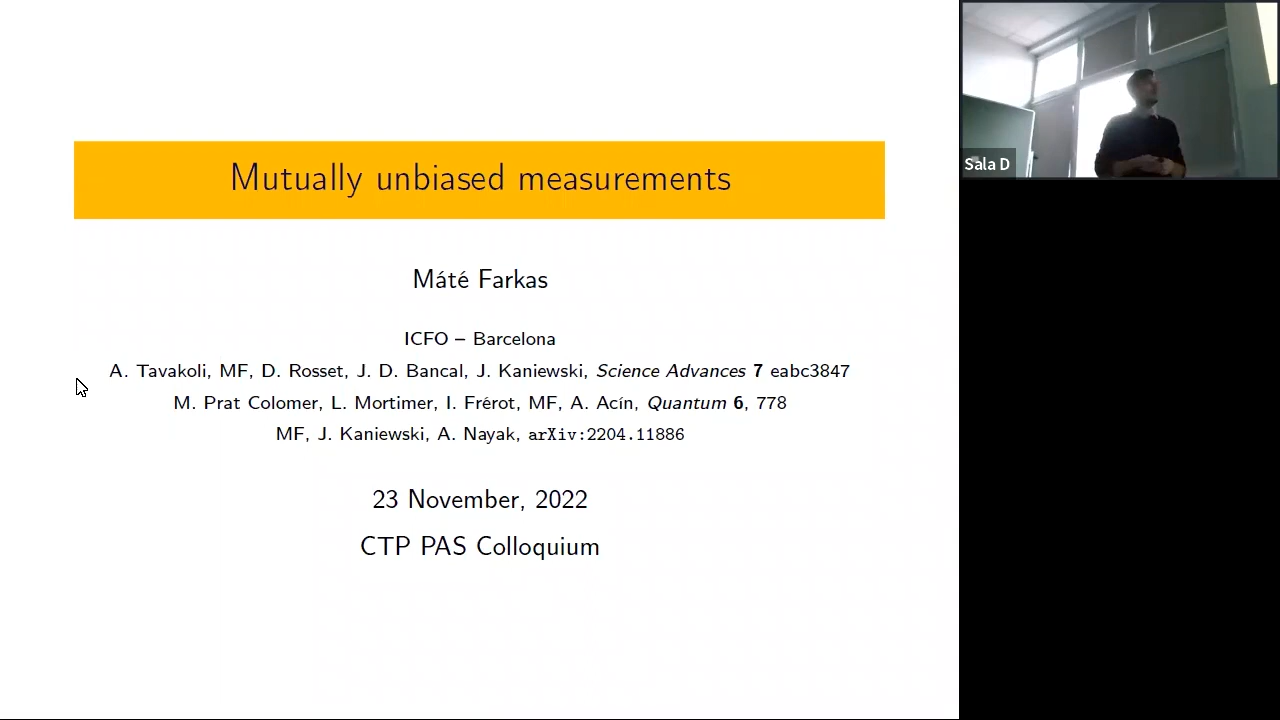 Mutually unbiased measurements
Máté Farkas
ICFO – Barcelona
A. Tavakoli, MF, D. Rosset, J. D. Bancal, J. Kaniewski, Science Advances 7 eabc3847
M. Prat Colomer, L. Mortimer, I. Frérot, MF, A. Acín, Quantum 6, 778
MF, J. Kaniewski, A. Nayak, arXiv:2204.11886
23 November, 2022
CTP PAS Colloquium
Sala D